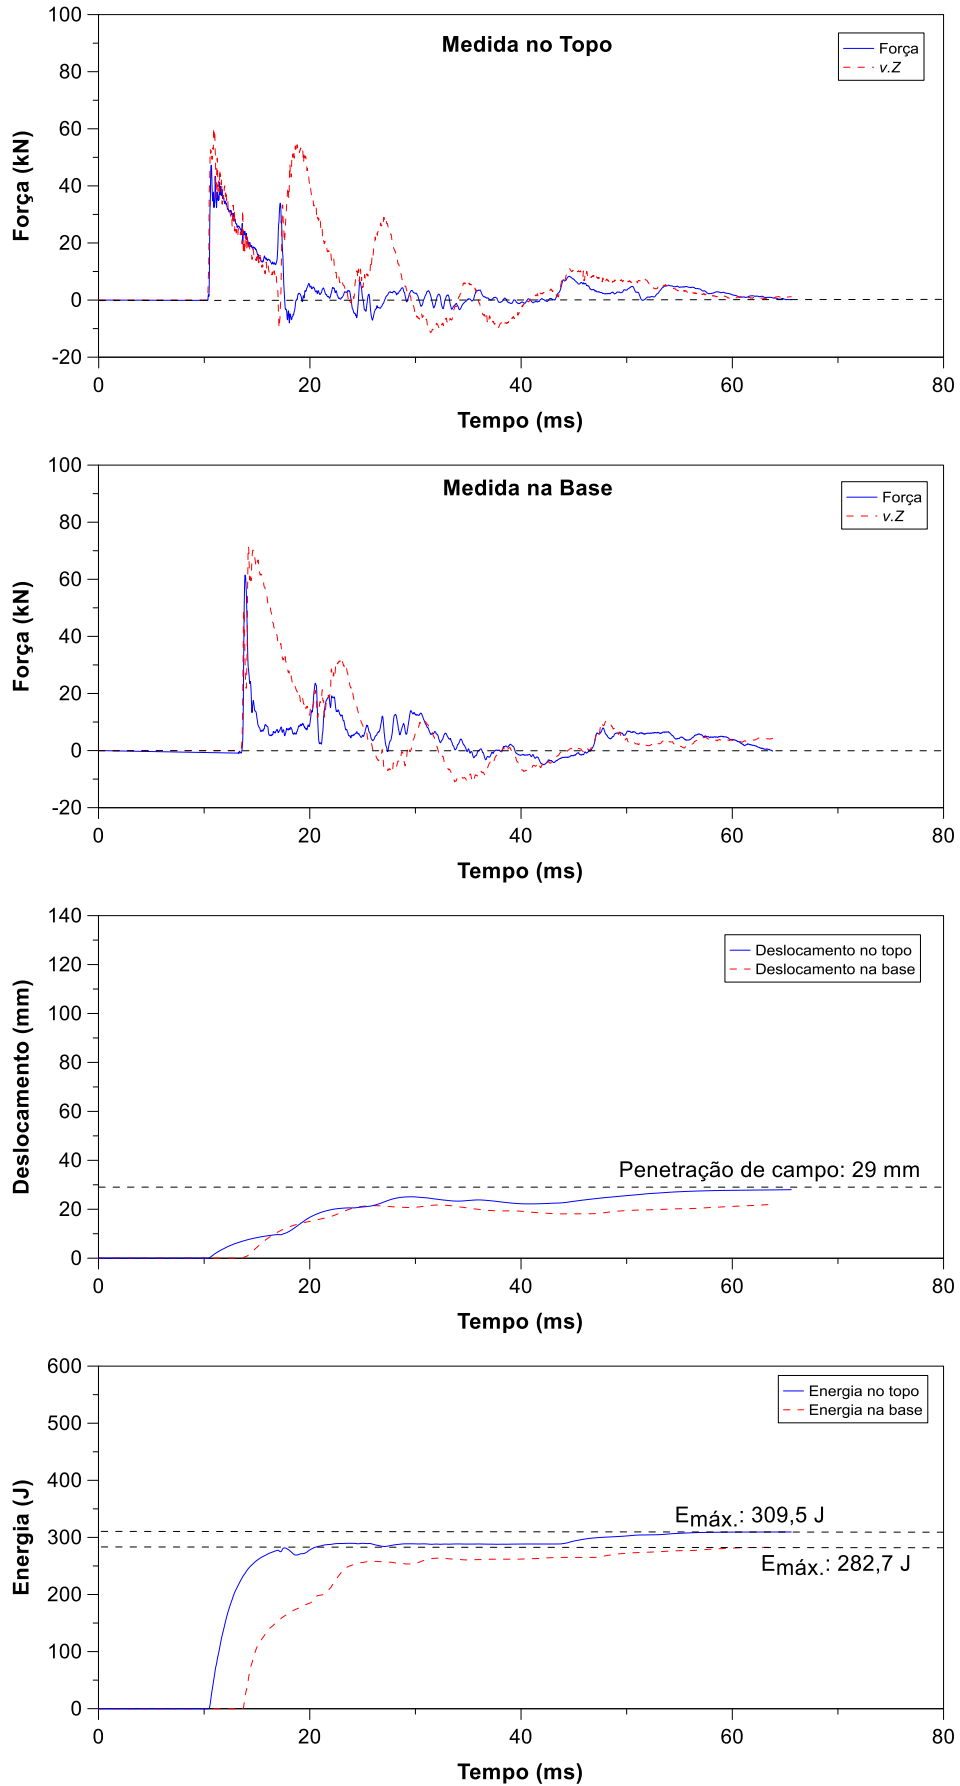 100
80
60
40
20
0
-20
Força (kN)
Medida no Topo
Força
v.Z
0
20
40
60
80
Tempo (ms)
100
80
60
40
20
0
-20
Força (kN)
Medida na Base
Força
v.Z
0
20
40
60
80
Tempo (ms)
140
120
100
80
60
40
20
0
Deslocamento (mm)
Deslocamento no topo
Deslocamento na base
Penetração de campo: 29 mm
0
20
40
60
80
Tempo (ms)
600
500
400
300
200
100
0
Energia (J)
Energia no topo
Energia na base
Emáx.: 309,5 J
Emáx.: 282,7 J
0
20
40
60
80
Tempo (ms)